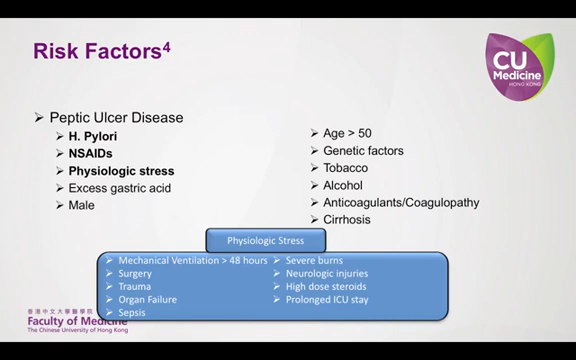 Risk Factors4
CU
Medicine
HONG KONG
Peptic Ulcer Disease
H. Pylori
NSAIDs
Physiologic stress
Excess gastric acid
Male
Age > 50
Genetic factors
Tobacco
Alcohol
Anticoagulants/Coagulopathy
Cirrhosis
Physiologic Stress
Mechanical Ventilation > 48 hours
Surgery
Trauma
Organ Failure
Sepsis
Severe burns
Neurologic injuries
High dose steroids
Prolonged ICU stay
香港中文大學醫學院
Faculty of Medicine
The Chinese University of Hong Kong